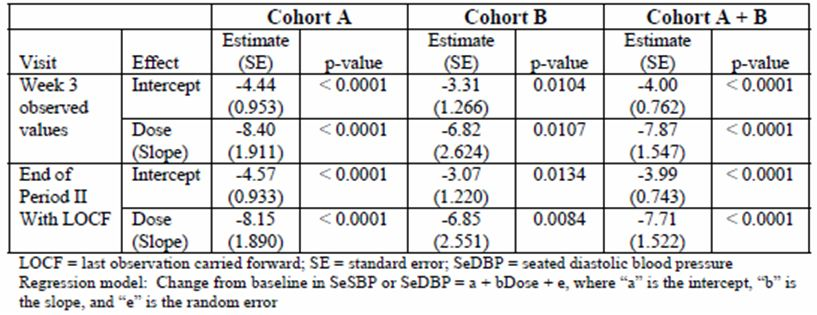 Cohort A Cohort B Cohort A + B
Visit Effect Estimate (SE) p-value Estimate (SE) p-value Estimate (SE) p-value
Week 3 observed values Intercept -4.44 (0.953) < 0.0001 -3.31 (1.266) 0.0104 -4.00 (0.762) < 0.0001
Dose (Slope) -8.40 (1.911) < 0.0001 -6.82 (2.624) 0.0107 -7.87 (1.547) < 0.0001
End of Period II With LOCF Intercept -4.57 (0.933) < 0.0001 -3.07 (1.220) 0.0134 -3.99 (0.743) < 0.0001
Dose (Slope) -8.15 (1.890) < 0.0001 -6.85 (2.551) 0.0084 -7.71 (1.522) < 0.0001
LOCF = last observation carried forward; SE = standard error; SeDBP = seated diastolic blood pressure
Regression model: Change from baseline in SeSBP or SeDBP = a + bDose + e, where “a” is the intercept, “b” is
the slope, and “e” is the random error